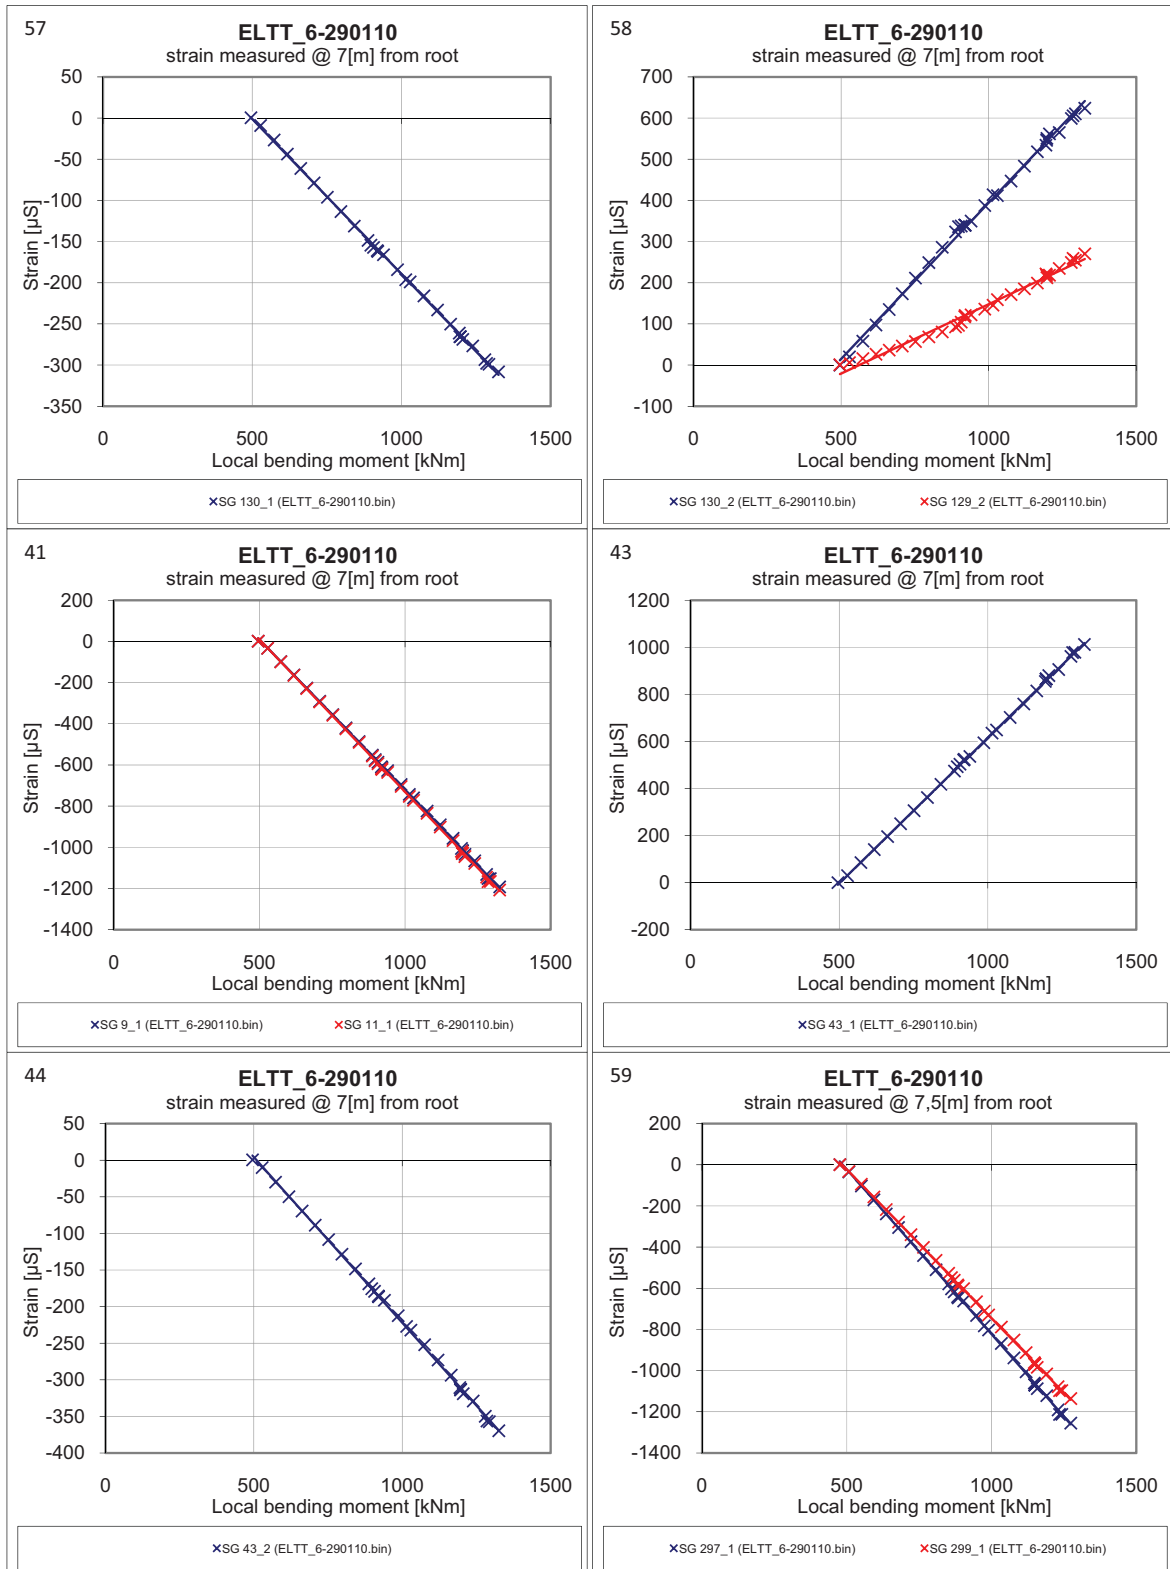 57
ELTT_6-290110
strain measured @ 7[m] from root
50
0
-50
-100
-150
-200
-250
-300
-350
Strain [µS]
0 500 1000 1500
Local bending moment [kNm]
×SG 130_1 (ELTT_6-290110.bin)
58
ELTT_6-290110
strain measured @ 7[m] from root
700
600
500
400
300
200
100
0
-100
Strain [µS]
0 500 1000 1500
Local bending moment [kNm]
×SG 130_2 (ELTT_6-290110.bin) ×SG 129_2 (ELTT_6-290110.bin)
41
ELTT_6-290110
strain measured @ 7[m] from root
200
0
-200
-400
-600
-800
-1000
-1200
-1400
Strain [µS]
0 500 1000 1500
Local bending moment [kNm]
×SG 9_1 (ELTT_6-290110.bin) ×SG 11_1 (ELTT_6-290110.bin)
43
ELTT_6-290110
strain measured @ 7[m] from root
1200
1000
800
600
400
200
0
-200
Strain [µS]
0 500 1000 1500
Local bending moment [kNm]
×SG 43_1 (ELTT_6-290110.bin)
44
ELTT_6-290110
strain measured @ 7[m] from root
50
0
-50
-100
-150
-200
-250
-300
-350
-400
Strain [µS]
0 500 1000 1500
Local bending moment [kNm]
×SG 43_2 (ELTT_6-290110.bin)
59
ELTT_6-290110
strain measured @ 7,5[m] from root
200
0
-200
-400
-600
-800
-1000
-1200
-1400
Strain [µS]
0 500 1000 1500
Local bending moment [kNm]
×SG 297_1 (ELTT_6-290110.bin) ×SG 299_1 (ELTT_6-290110.bin)